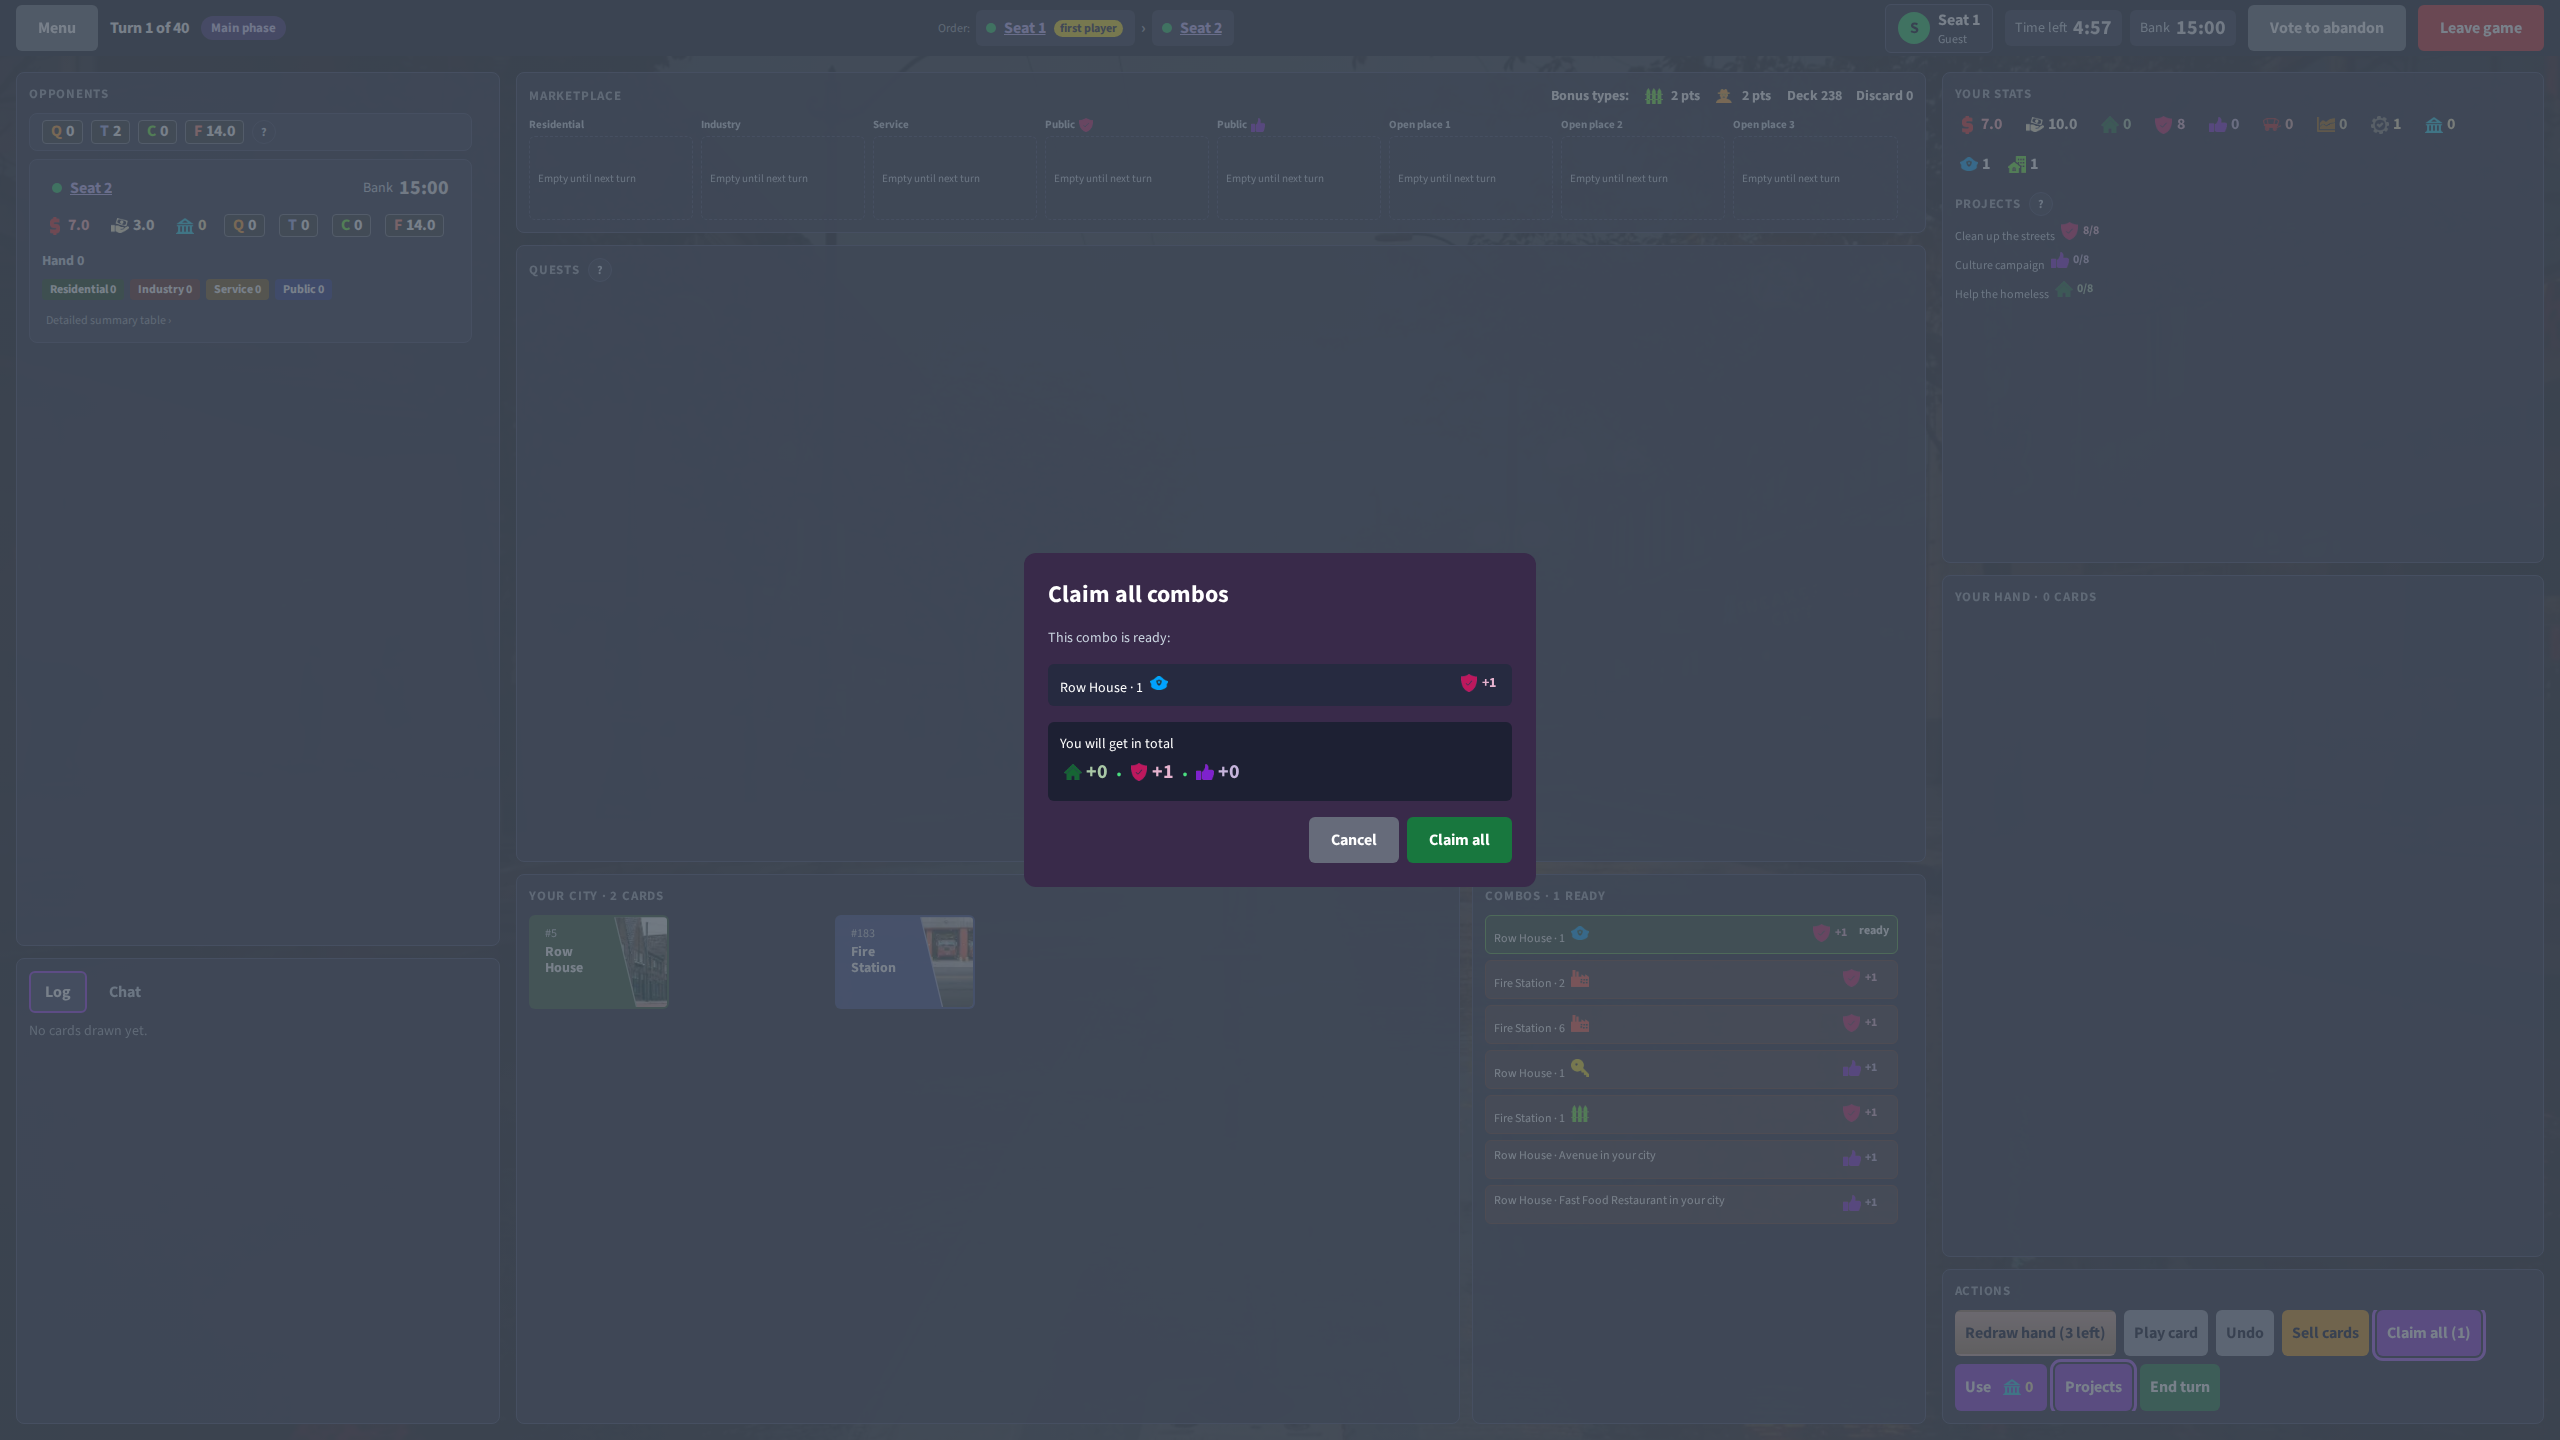 Menu
Turn 1 of 40
Main phase
Order:
Seat 1
first player
›
Seat 2
S
Seat 1
Guest
Time left 4:57
Bank 15:00
Vote to abandon
Leave game
OPPONENTS
Q 0
T 2
C 0
F 14.0
?
Seat 2
Bank 15:00
7.0
3.0
0
Q 0
T 0
C 0
F 14.0
Hand 0
Residential 0
Industry 0
Service 0
Public 0
Detailed summary table ›
Log
Chat
No cards drawn yet.
MARKETPLACE
Bonus types:
2 pts
2 pts
Deck 238
Discard 0
Residential
Industry
Service
Public
Public
Open place 1
Open place 2
Open place 3
Empty until next turn
Empty until next turn
Empty until next turn
Empty until next turn
Empty until next turn
Empty until next turn
Empty until next turn
Empty until next turn
QUESTS
?
Claim all combos
This combo is ready:
Row House · 1
+1
You will get in total
+0 · +1 · +0
Cancel
Claim all
YOUR CITY · 2 CARDS
#5
Row
House
#183
Fire
Station
COMBOS · 1 READY
Row House · 1
+1
ready
Fire Station · 2
+1
Fire Station · 6
+1
Row House · 1
+1
Fire Station · 1
+1
Row House · Avenue in your city
+1
Row House · Fast Food Restaurant in your city
+1
YOUR STATS
7.0
10.0
0
8
0
0
0
1
0
1
1
PROJECTS
?
Clean up the streets
8/8
Culture campaign
0/8
Help the homeless
0/8
YOUR HAND · 0 CARDS
ACTIONS
Redraw hand (3 left)
Play card
Undo
Sell cards
Claim all (1)
Use 0
Projects
End turn